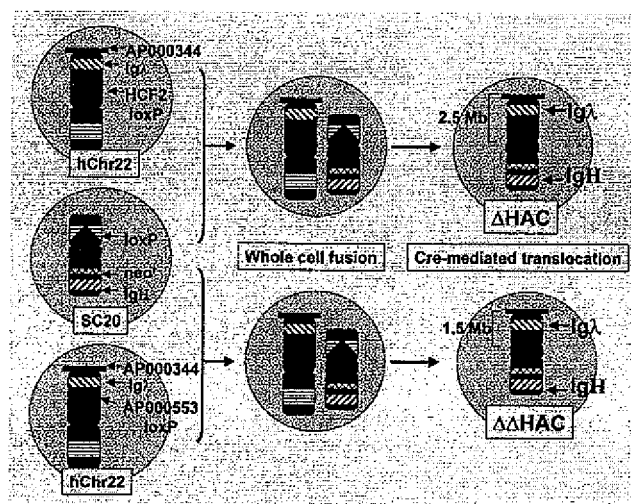 AP000344
Igλ
HCF2
loxP
hChr22
loxP
neo
IgH
SC20
AP000344
Igλ
AP000553
loxP
hChr22
Whole cell fusion
Cre-mediated translocation
2.5 Mb
Igλ
IgH
ΔHAC
1.5 Mb
Igλ
IgH
ΔΔHAC